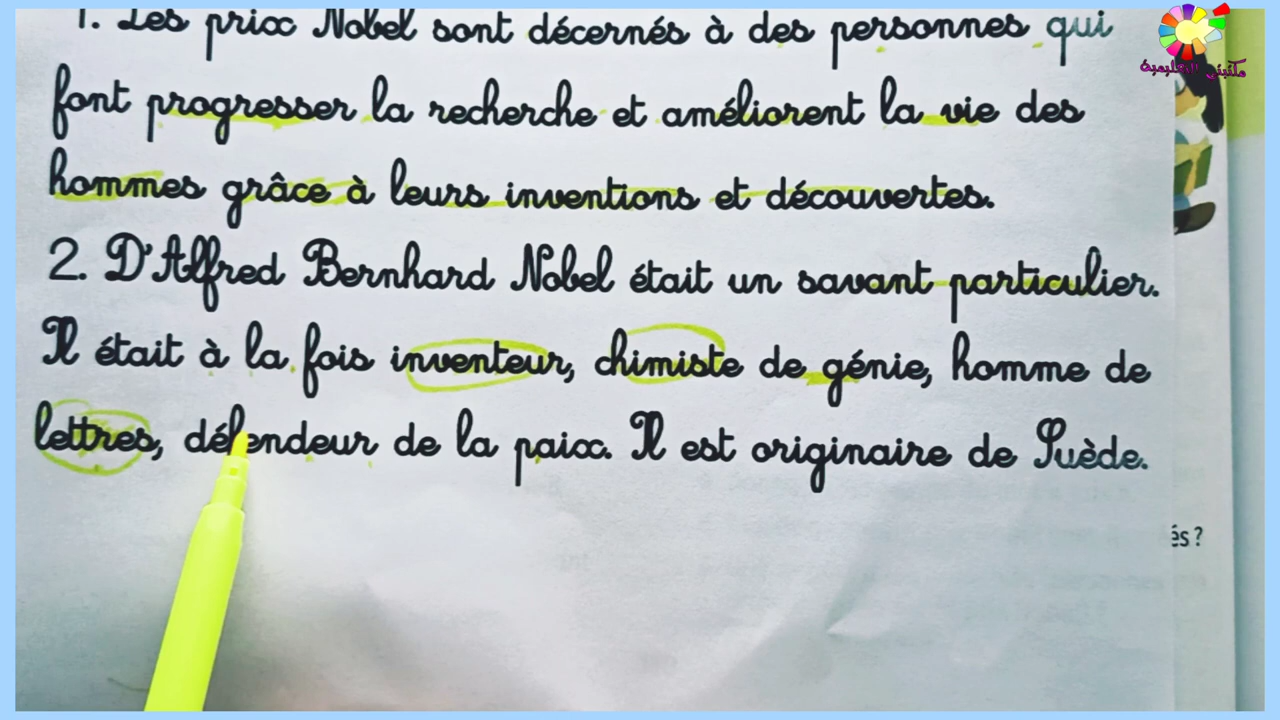 1. Les prix Nobel sont décernés à des personnes qui
font progresser la recherche et améliorent la vie des
hommes grâce à leurs inventions et découvertes.
2. D'Alfred Bernhard Nobel était un savant particulier.
Il était à la fois inventeur, chimiste de génie, homme de
lettres, défendeur de la paix. Il est originaire de Suède.
és ?
مكتبتي التعليمية